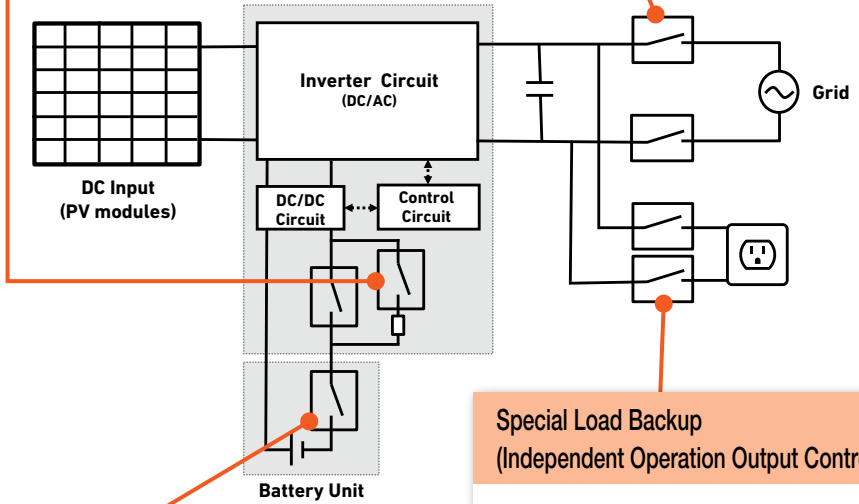 Inverter Circuit
(DC/AC)
Grid
DC Input
(PV modules)
DC/DC
Circuit
Control
Circuit
Special Load Backup
(Independent Operation Output
Battery Unit